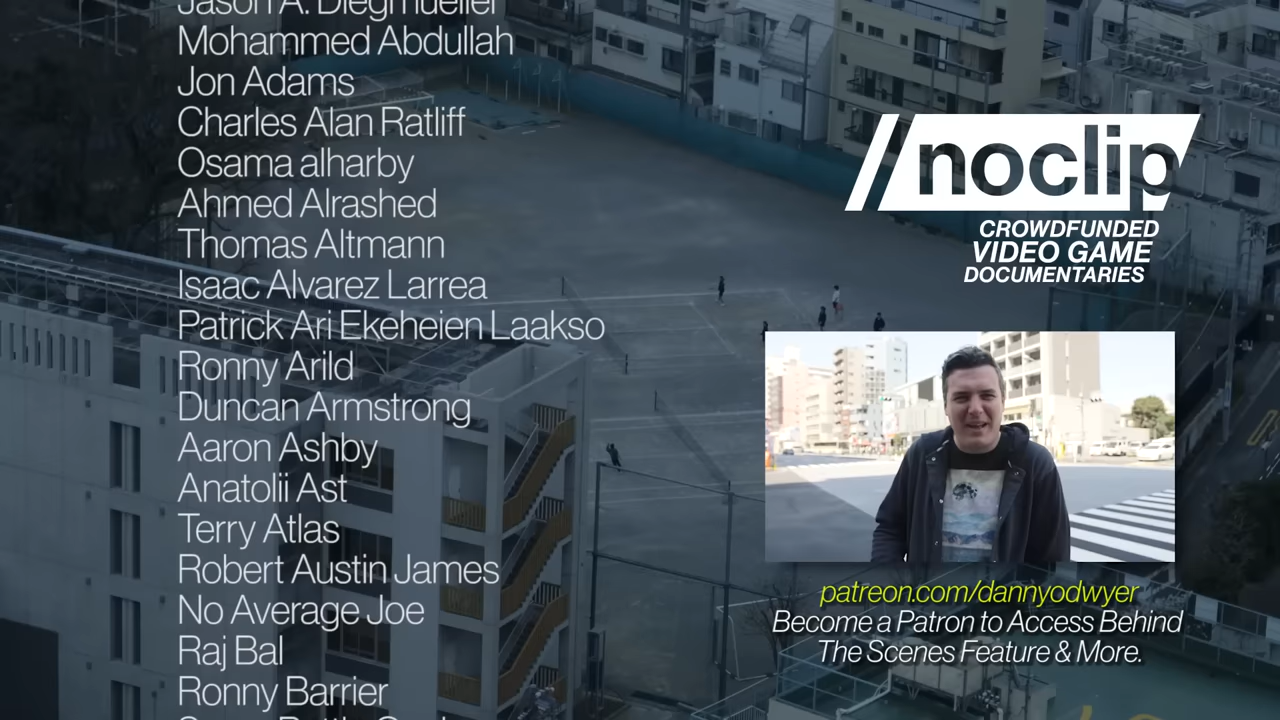 Jason A. Diegmueller
Mohammed Abdullah
Jon Adams
Charles Alan Ratliff
Osama alharby
Ahmed Alrashed
Thomas Altmann
Isaac Alvarez Larrea
Patrick Ari Ekeheien Laakso
Ronny Arild
Duncan Armstrong
Aaron Ashby
Anatolii Ast
Terry Atlas
Robert Austin James
No Average Joe
Raj Bal
Ronny Barrier
//noclip
CROWDFUNDED
VIDEO GAME
DOCUMENTARIES
patreon.com/dannyodwyer
Become a Patron to Access Behind
The Scenes Feature & More.